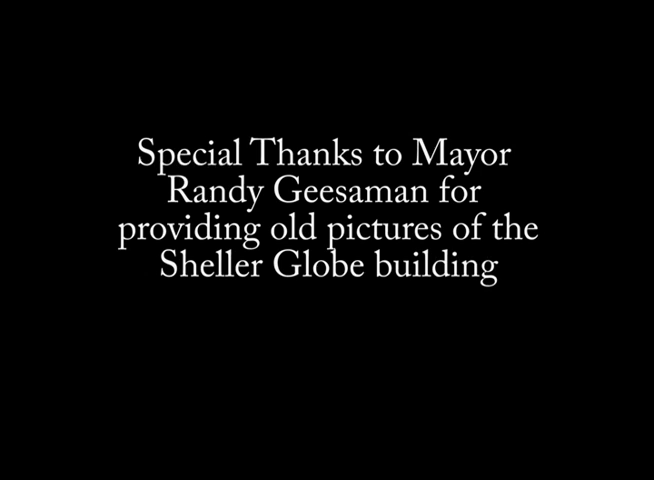 Special Thanks to Mayor
Randy Geesaman for
providing old pictures of the
Sheller Globe building